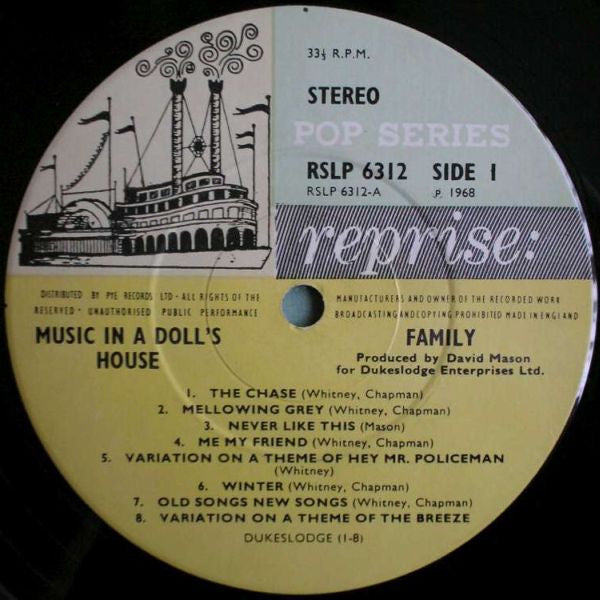 33⅓ R.P.M.
STEREO
POP SERIES
RSLP 6312 SIDE 1
RSLP 6312-A ℗ 1968
reprise:
DISTRIBUTED BY PYE RECORDS LTD · ALL RIGHTS OF THE
RESERVED · UNAUTHORISED PUBLIC PERFORMANCE
MANUFACTURERS AND OWNER OF THE RECORDED WORK
BROADCASTING AND COPYING PROHIBITED MADE IN ENGLAND
MUSIC IN A DOLL'S
HOUSE
FAMILY
Produced by David Mason
for Dukeslodge Enterprises Ltd.
1. THE CHASE (Whitney, Chapman)
2. MELLOWING GREY (Whitney, Chapman)
3. NEVER LIKE THIS (Mason)
4. ME MY FRIEND (Whitney, Chapman)
5. VARIATION ON A THEME OF HEY MR. POLICEMAN
(Whitney)
6. WINTER (Whitney, Chapman)
7. OLD SONGS NEW SONGS (Whitney, Chapman)
8. VARIATION ON A THEME OF THE BREEZE
DUKESLODGE (1-8)